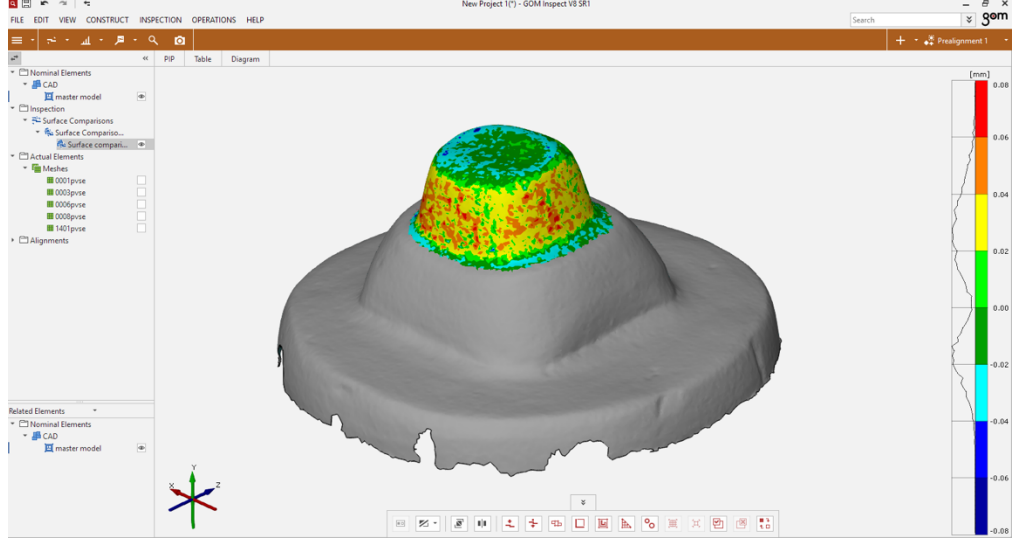 New Project 1(*) - GOM Inspect V8 SR1
FILE EDIT VIEW CONSTRUCT INSPECTION OPERATIONS HELP
Search
gom
Prealignment 1
PIP Table Diagram
Nominal Elements
CAD
master model
Inspection
Surface Comparisons
Surface Compariso...
Surface compari...
Actual Elements
Meshes
0001pvse
0003pvse
0006pvse
0008pvse
1401pvse
Alignments
[mm]
0.08
0.06
0.04
0.02
0.00
-0.02
-0.04
-0.06
-0.08
Related Elements
Nominal Elements
CAD
master model
Y
X
Z